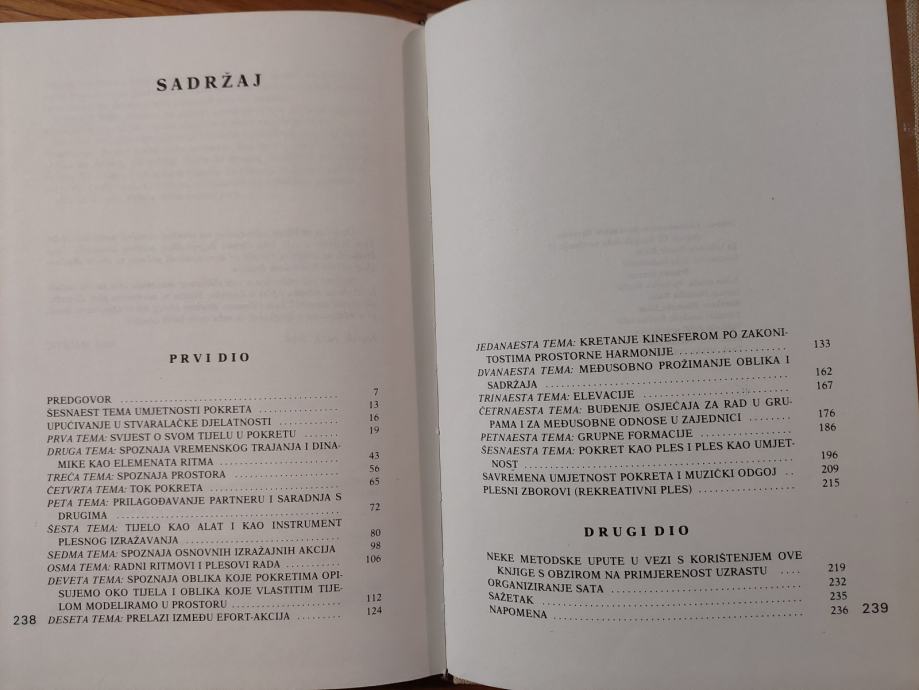 SADRŽAJ
PRVI DIO
PREDGOVOR ........ 7
ŠESNAEST TEMA UMJETNOSTI POKRETA ........ 13
UPUĆIVANJE U STVARALAČKE DJELATNOSTI ........ 16
PRVA TEMA: SVIJEST O SVOM TIJELU U POKRETU ........ 19
DRUGA TEMA: SPOZNAJA VREMENSKOG TRAJANJA I DINA-
MIKE KAO ELEMENATA RITMA ........ 43
TREĆA TEMA: SPOZNAJA PROSTORA ........ 56
ČETVRTA TEMA: TOK POKRETA ........ 65
PETA TEMA: PRILAGOĐAVANJE PARTNERU I SARADNJA S
DRUGIMA ........ 72
ŠESTA TEMA: TIJELO KAO ALAT I KAO INSTRUMENT
PLESNOG IZRAŽAVANJA ........ 80
SEDMA TEMA: SPOZNAJA OSNOVNIH IZRAŽAJNIH AKCIJA 98
OSMA TEMA: RADNI RITMOVI I PLESOVI RADA ........ 106
DEVETA TEMA: SPOZNAJA OBLIKA KOJE POKRETIMA OPI-
SUJEMO OKO TIJELA I OBLIKA KOJE VLASTITIM TIJE-
LOM MODELIRAMO U PROSTORU ........ 112
DESETA TEMA: PRELAZI IZMEĐU EFORT-AKCIJA ........ 124
238
JEDANAESTA TEMA: KRETANJE KINESFEROM PO ZAKONI-
TOSTIMA PROSTORNE HARMONIJE ........ 133
DVANAESTA TEMA: MEĐUSOBNO PROŽIMANJE OBLIKA I
SADRŽAJA ........ 162
TRINAESTA TEMA: ELEVACIJE ........ 167
ČETRNAESTA TEMA: BUĐENJE OSJEĆAJA ZA RAD U GRU-
PAMA I ZA MEĐUSOBNE ODNOSE U ZAJEDNICI ........ 176
PETNAESTA TEMA: GRUPNE FORMACIJE ........ 186
ŠESNAESTA TEMA: POKRET KAO PLES I PLES KAO UMJET-
NOST ........ 196
SAVREMENA UMJETNOST POKRETA I MUZIČKI ODGOJ .. 209
PLESNI ZBOROVI (REKREATIVNI PLES) ........ 215
DRUGI DIO
NEKE METODSKE UPUTE U VEZI S KORIŠTENJEM OVE
KNJIGE S OBZIROM NA PRIMJERENOST UZRASTU .... 219
ORGANIZIRANJE SATA ........ 232
SAŽETAK ........ 235
NAPOMENA ........ 236
239